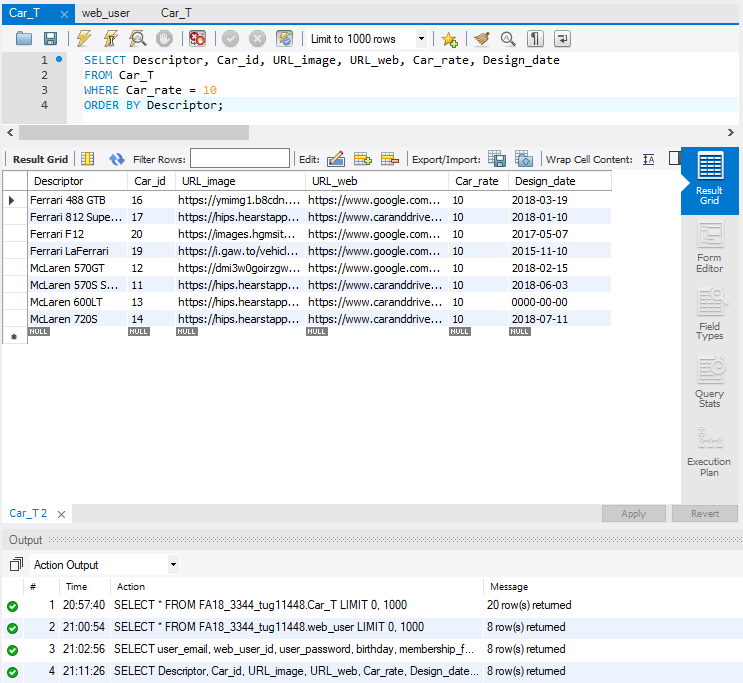 Car_T web_user Car_T
Limit to 1000 rows
1 SELECT Descriptor, Car_id, URL_image, URL_web, Car_rate, Design_date
2 FROM Car_T
3 WHERE Car_rate = 10
4 ORDER BY Descriptor;
Result Grid Filter Rows: Edit: Export/Import: Wrap Cell Content:
Descriptor Car_id URL_image URL_web Car_rate Design_date
Ferrari 488 GTB 16 https://ymimg1.b8cdn.... https://www.google.com... 10 2018-03-19
Ferrari 812 Supe... 17 https://hips.hearstapp... https://www.caranddrive... 10 2018-01-10
Ferrari F12 20 https://images.hgmsit... https://www.google.com... 10 2017-05-07
Ferrari LaFerrari 19 https://i.gaw.to/vehicl... https://www.google.com... 10 2015-11-10
McLaren 570GT 12 https://dmi3w0goirzgw... https://www.google.com... 10 2018-02-15
McLaren 570S S... 11 https://hips.hearstapp... https://www.caranddrive... 10 2018-06-03
McLaren 600LT 13 https://hips.hearstapp... https://www.caranddrive... 10 0000-00-00
McLaren 720S 14 https://hips.hearstapp... https://www.caranddrive... 10 2018-07-11
NULL NULL NULL NULL NULL NULL
Result
Grid
Form
Editor
Field
Types
Query
Stats
Execution
Plan
Car_T 2 Apply Revert
Output
Action Output
# Time Action Message
1 20:57:40 SELECT * FROM FA18_3344_tug11448.Car_T LIMIT 0, 1000 20 row(s) returned
2 21:00:54 SELECT * FROM FA18_3344_tug11448.web_user LIMIT 0, 1000 8 row(s) returned
3 21:02:56 SELECT user_email, web_user_id, user_password, birthday, membership_f... 8 row(s) returned
4 21:11:26 SELECT Descriptor, Car_id, URL_image, URL_web, Car_rate, Design_date... 8 row(s) returned